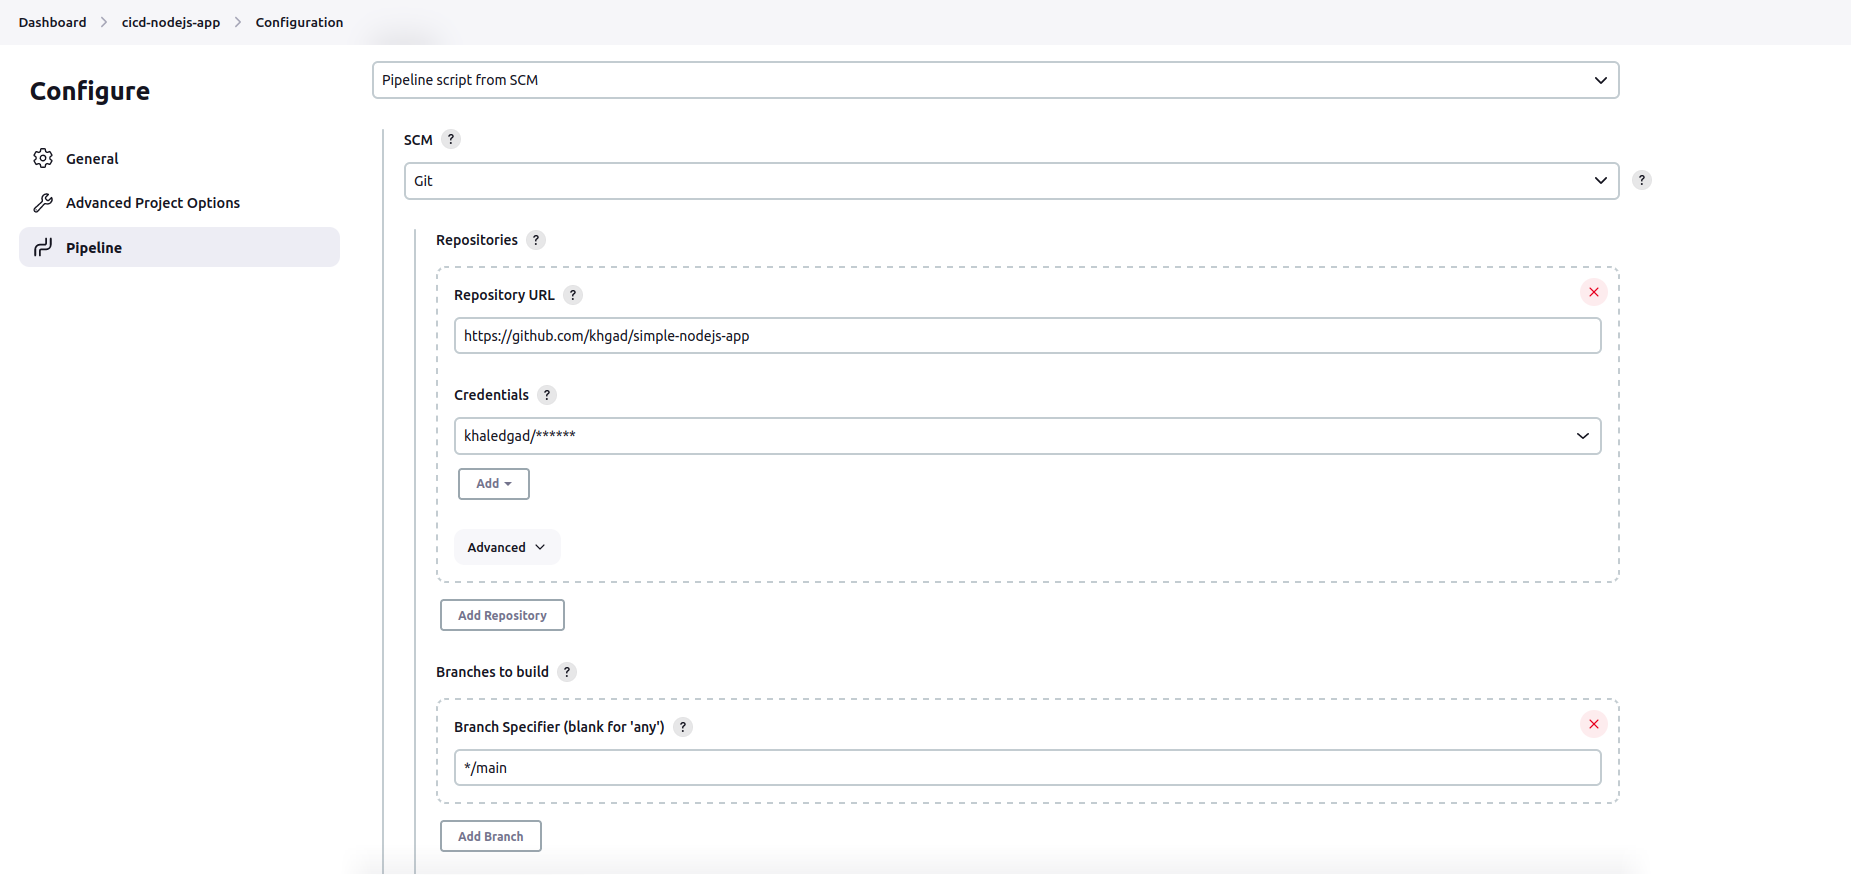 Dashboard > cicd-nodejs-app > Configuration
Configure
General
Advanced Project Options
Pipeline
Pipeline script from SCM
SCM ?
Git
?
Repositories ?
Repository URL ?
https://github.com/khgad/simple-nodejs-app
Credentials ?
khaledgad/******
Add
Advanced
Add Repository
Branches to build ?
Branch Specifier (blank for 'any') ?
*/main
Add Branch